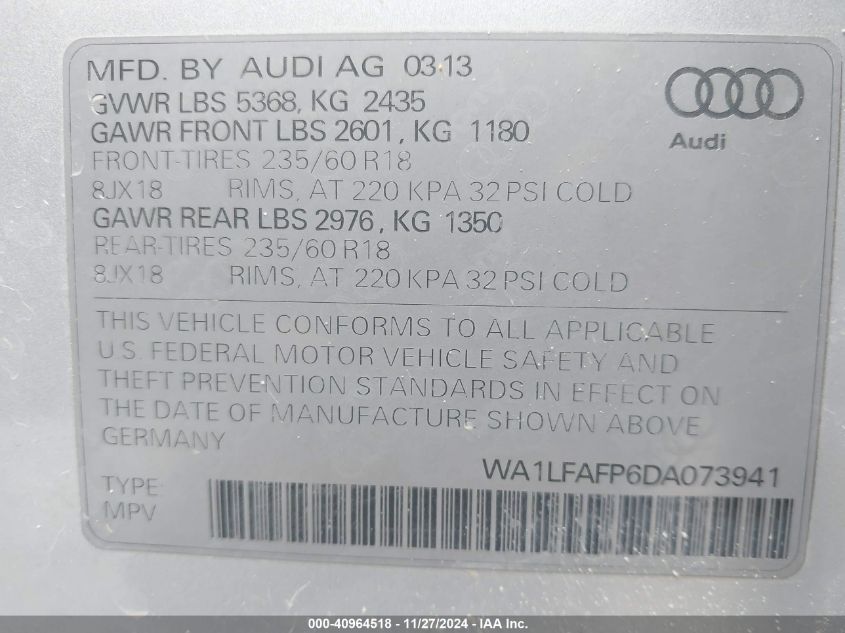 MFD. BY AUDI AG 03 13
GVWR LBS 5368, KG 2435
GAWR FRONT LBS 2601, KG 1180
FRONT-TIRES 235/60 R18
8JX18 RIMS, AT 220 KPA 32 PSI COLD
GAWR REAR LBS 2976, KG 1350
REAR-TIRES 235/60 R18
8JX18 RIMS, AT 220 KPA 32 PSI COLD
Audi
THIS VEHICLE CONFORMS TO ALL APPLICABLE
U.S. FEDERAL MOTOR VEHICLE SAFETY AND
THEFT PREVENTION STANDARDS IN EFFECT ON
THE DATE OF MANUFACTURE SHOWN ABOVE
GERMANY
WA1LFAFP6DA073941
TYPE:
MPV
000-40964518 - 11/27/2024 - IAA Inc.